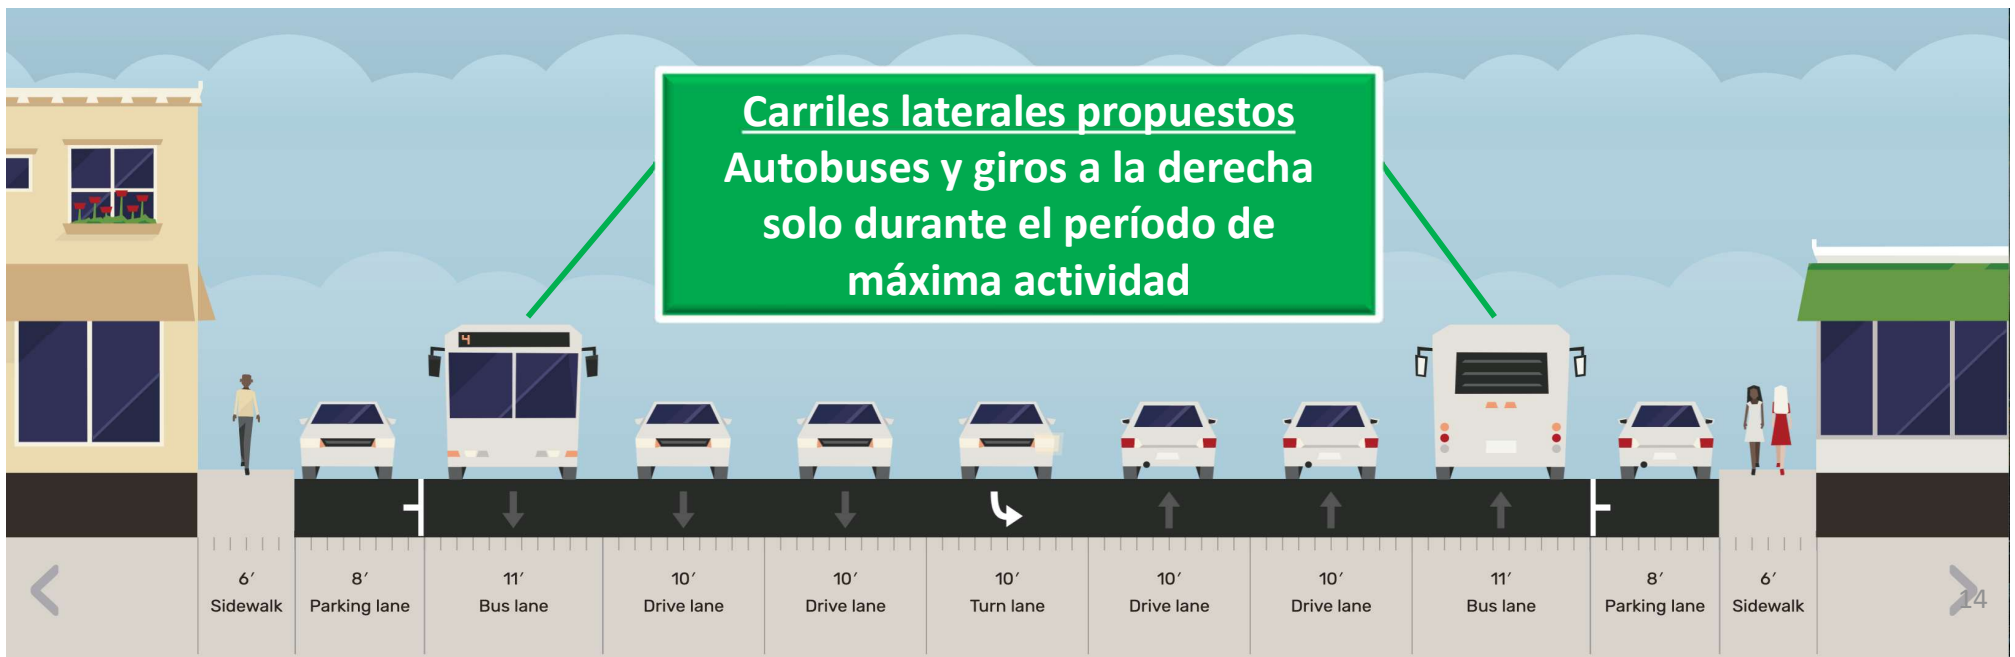 Carriles laterales propuestos
Autobuses y giros a la derecha
solo durante el período de
máxima actividad
4
6′ 8′ 11′ 10′ 10′ 10′ 10′ 10′ 11′ 8′ 6′
Sidewalk Parking lane Bus lane Drive lane Drive lane Turn lane Drive lane Drive lane Bus lane Parking lane Sidewalk
14